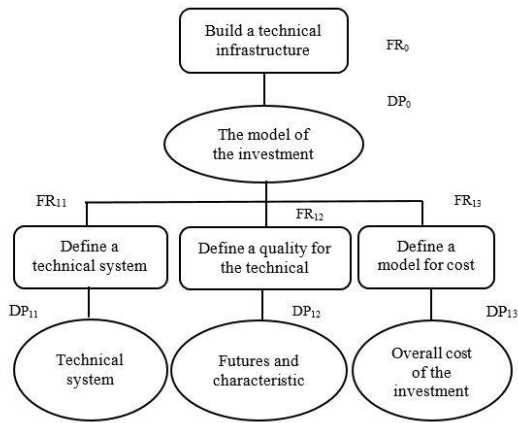 Build a technical
infrastructure
FR₀
DP₀
The model of
the investment
FR₁₁
FR₁₂
FR₁₃
Define a
technical system
Define a quality for
the technical
Define a
model for cost
DP₁₁
DP₁₂
DP₁₃
Technical
system
Futures and
characteristic
Overall cost
of the
investment